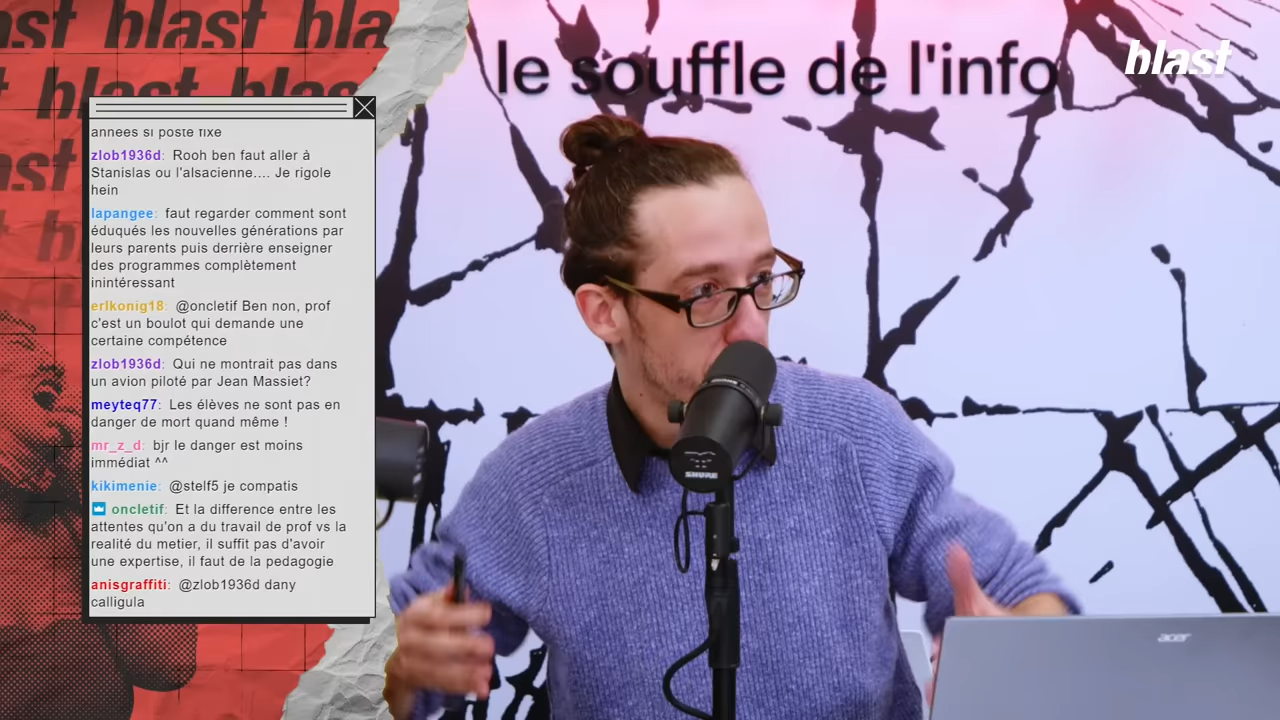 ast blast bla
blast blas
ast
b
le souffle de l'info
blast
années si poste fixe
zlob1936d: Rooh ben faut aller à
Stanislas ou l'alsacienne.... Je rigole
hein
lapangee: faut regarder comment sont
éduqués les nouvelles générations par
leurs parents puis derrière enseigner
des programmes complètement
inintéressant
erlkonig18: @oncletif Ben non, prof
c'est un boulot qui demande une
certaine compétence
zlob1936d: Qui ne montrait pas dans
un avion piloté par Jean Massiet?
meyteq77: Les élèves ne sont pas en
danger de mort quand même !
mr_z_d: bjr le danger est moins
immédiat ^^
kikimenie: @stelf5 je compatis
oncletif: Et la difference entre les
attentes qu'on a du travail de prof vs la
realité du metier, il suffit pas d'avoir
une expertise, il faut de la pedagogie
anisgraffiti: @zlob1936d dany
calligula
SHURE
acer